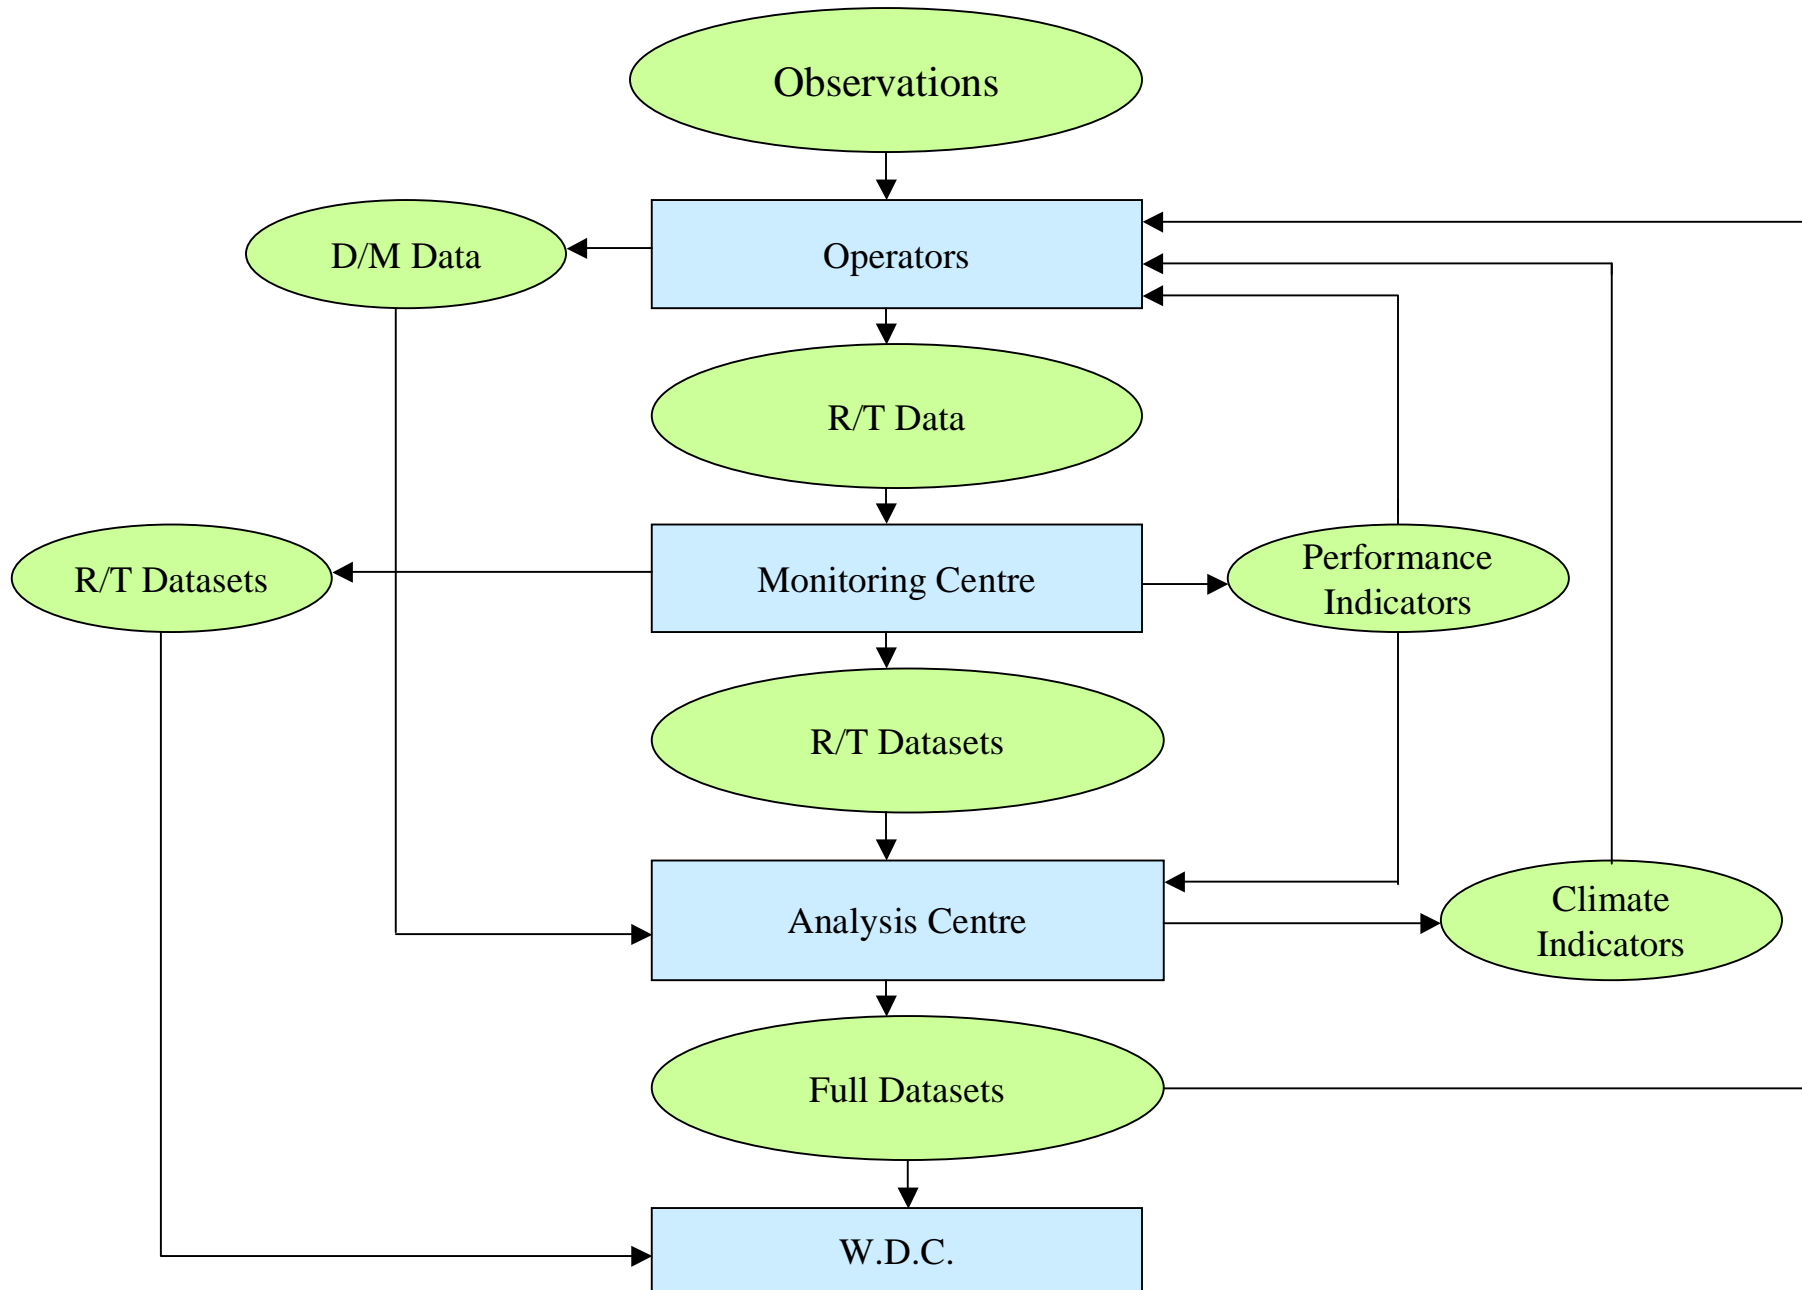 Observations
D/M Data
Operators
R/T Data
R/T Datasets
Monitoring Centre
Performance
Indicators
R/T Datasets
Analysis Centre
Climate
Indicators
Full Datasets
W.D.C.